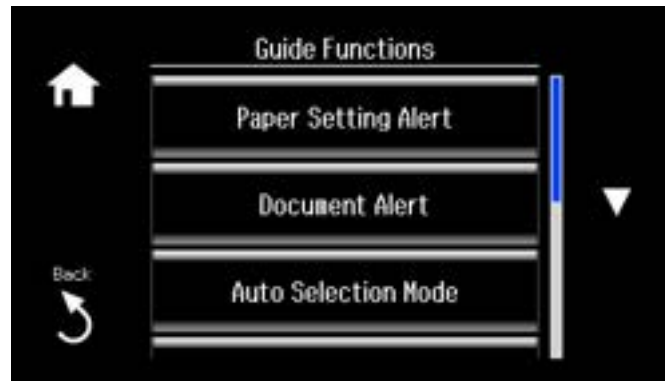 Guide Functions
Paper Setting Alert
Document Alert
Auto Selection Mode
Back